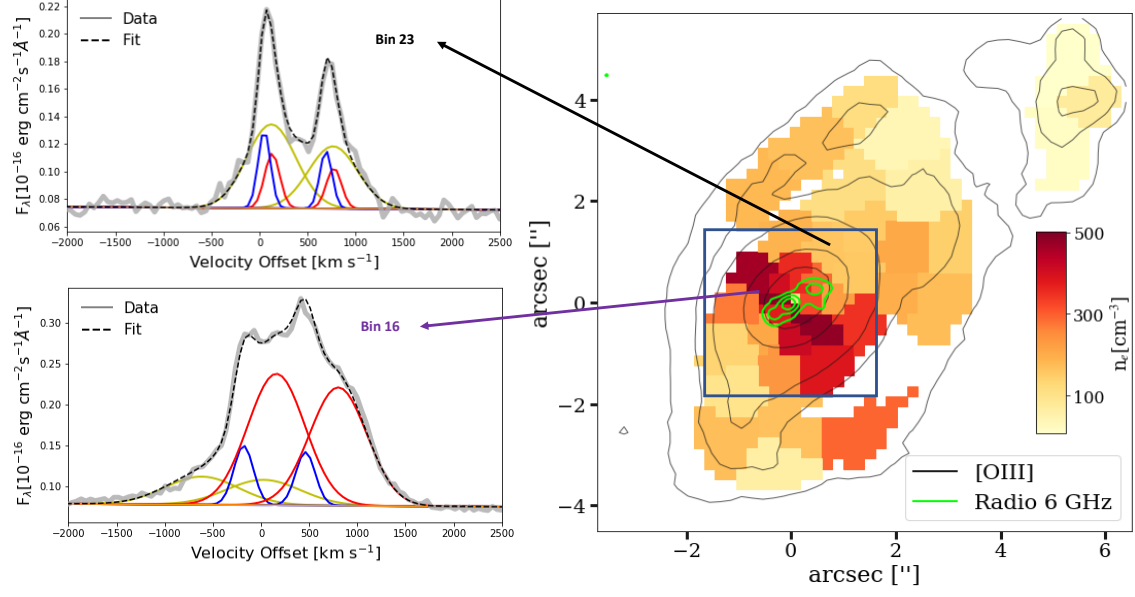 0.22
0.20
0.18
0.16
0.14
0.12
0.10
0.08
0.06
Fλ[10⁻¹⁶ erg cm⁻²s⁻¹Å⁻¹]
Data
Fit
Bin 23
−2000 −1500 −1000 −500 0 500 1000 1500 2000 2500
Velocity Offset [km s⁻¹]
0.30
0.25
0.20
0.15
0.10
Fλ[10⁻¹⁶ erg cm⁻²s⁻¹Å⁻¹]
Data
Fit
Bin 16
−2000 −1500 −1000 −500 0 500 1000 1500 2000 2500
Velocity Offset [km s⁻¹]
4
2
0
−2
−4
arcsec ['']
500
300
100
nₑ[cm⁻³]
[OIII]
Radio 6 GHz
−2 0 2 4 6
arcsec ['']